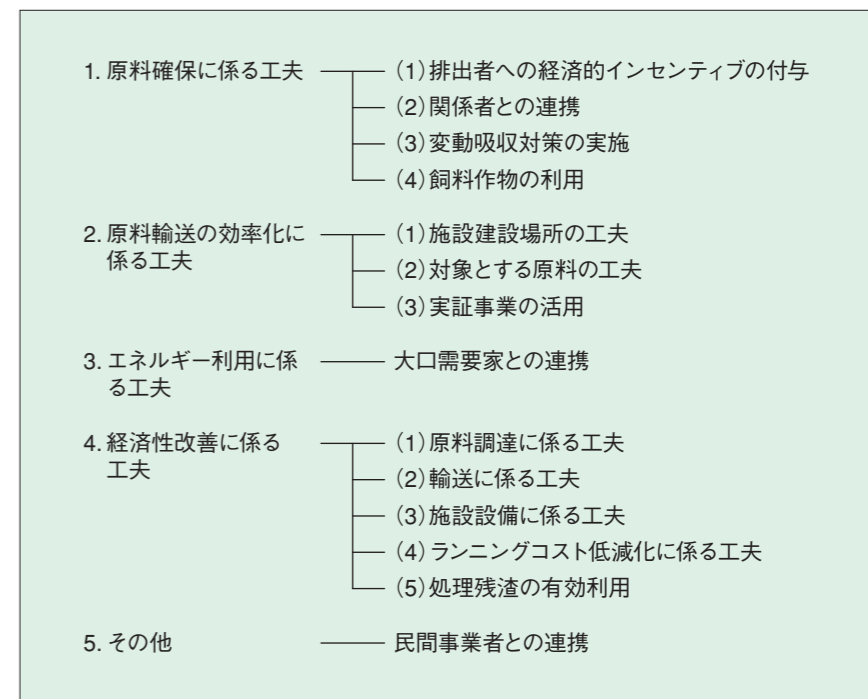 1. 原料確保に係る工夫
(1)排出者への経済的インセンティブの付与
(2)関係者との連携
(3)変動吸収対策の実施
(4)飼料作物の利用
2. 原料輸送の効率化に
係る工夫
(1)施設建設場所の工夫
(2)対象とする原料の工夫
(3)実証事業の活用
3. エネルギー利用に係
る工夫
大口需要家との連携
4. 経済性改善に係る
工夫
(1)原料調達に係る工夫
(2)輸送に係る工夫
(3)施設設備に係る工夫
(4)ランニングコスト低減化に係る工夫
(5)処理残渣の有効利用
5. その他
民間事業者との連携